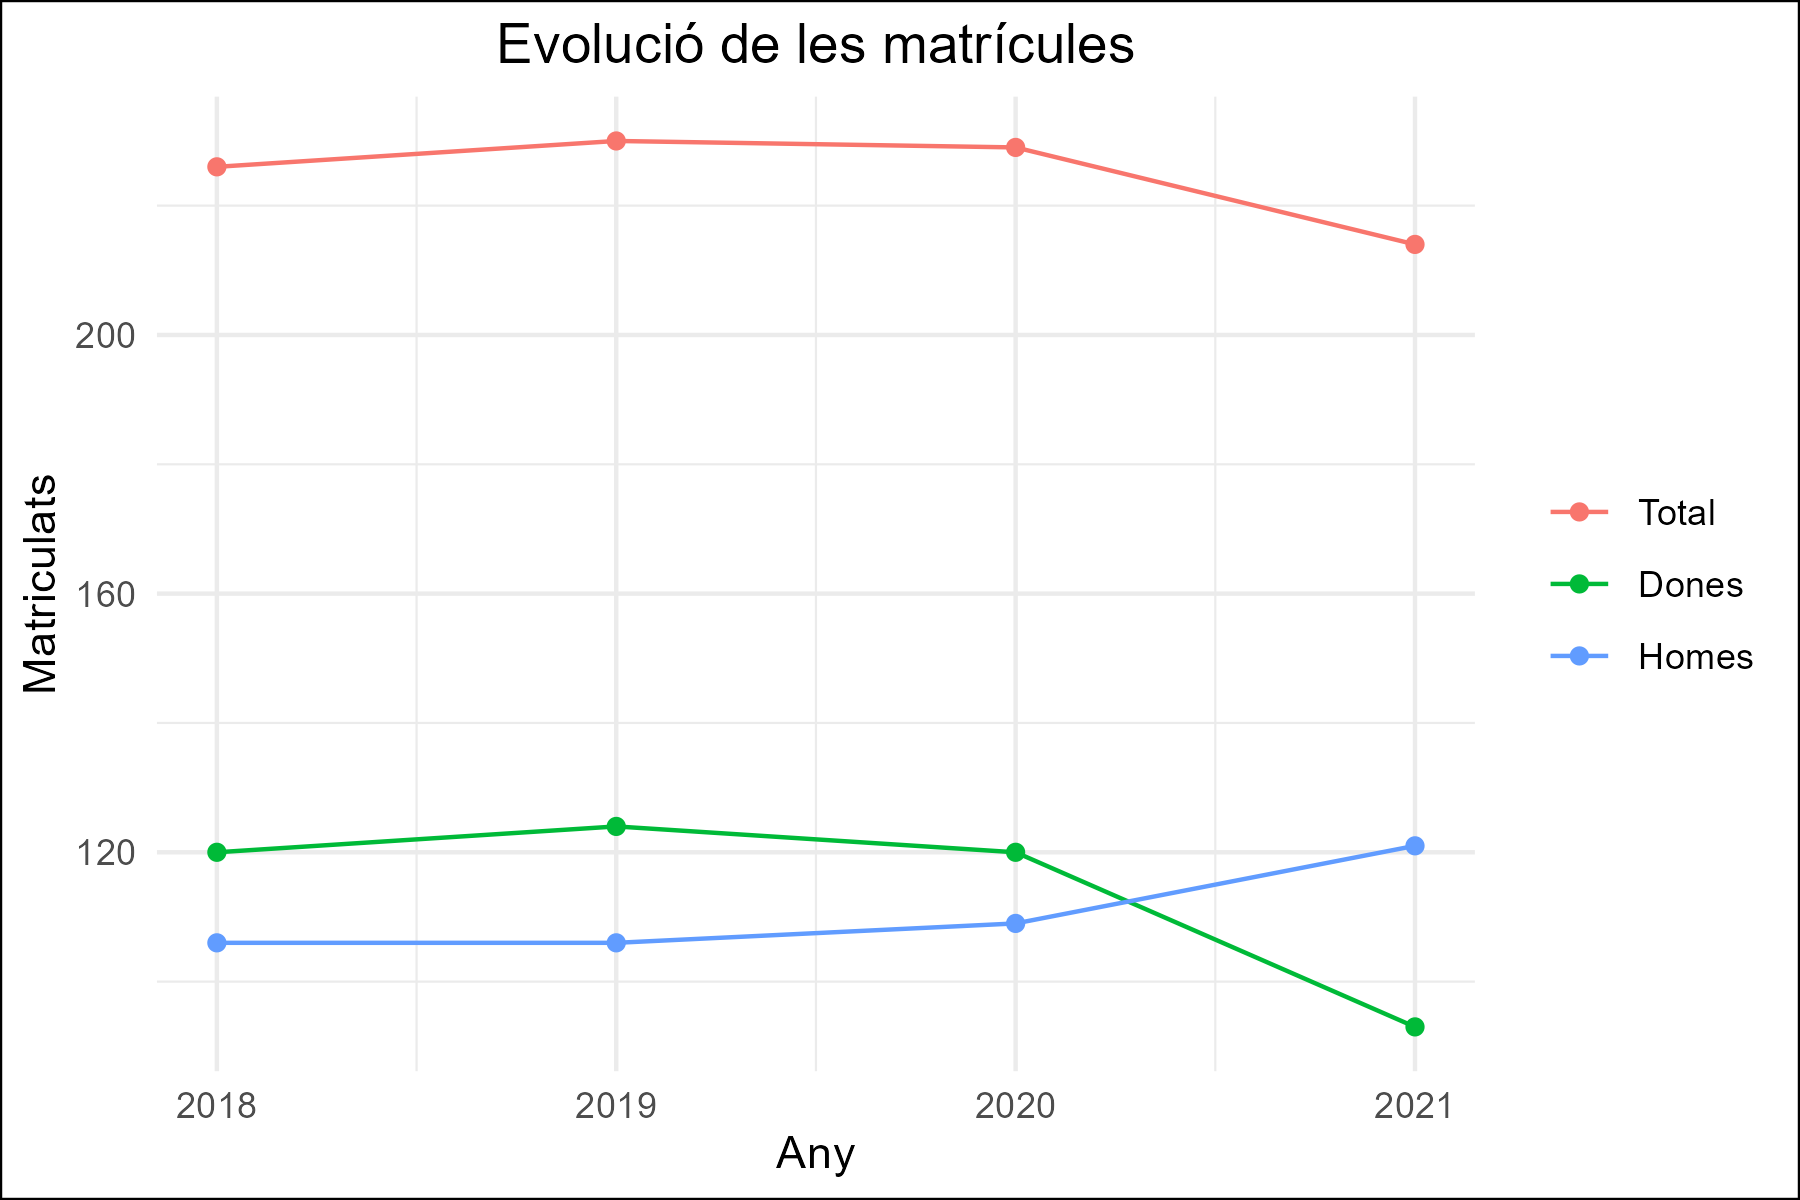 Evolució de les matrícules
Matriculats
200
160
120
2018
2019
2020
2021
Any
Total
Dones
Homes